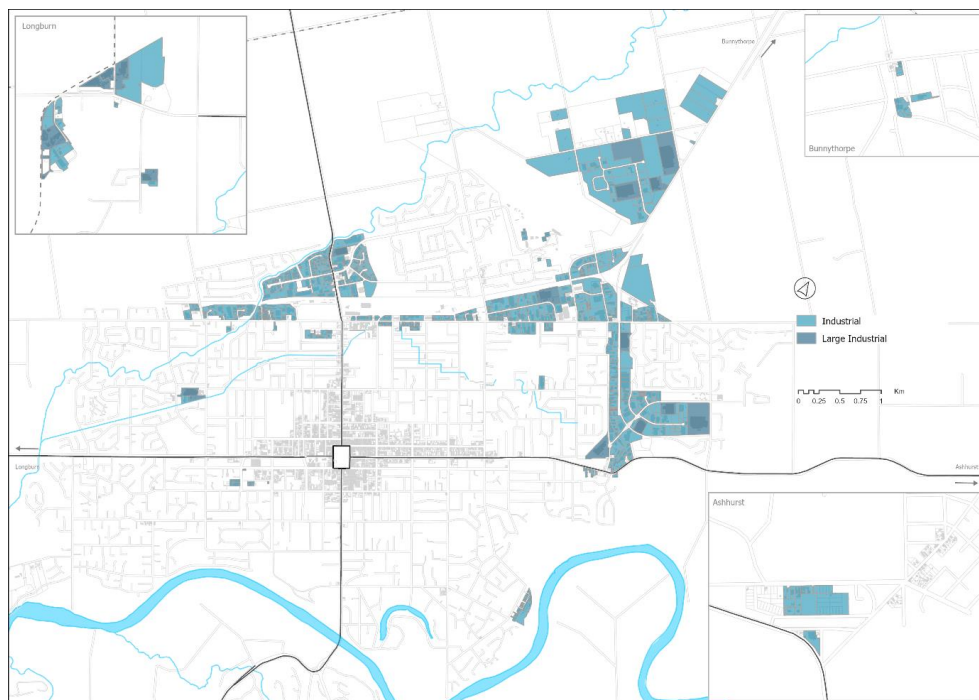 Longburn
Bunnythorpe
Bunnythorpe
Industrial
Large Industrial
Km
0 0.25 0.5 0.75 1
Longburn
Ashhurst
Ashhurst